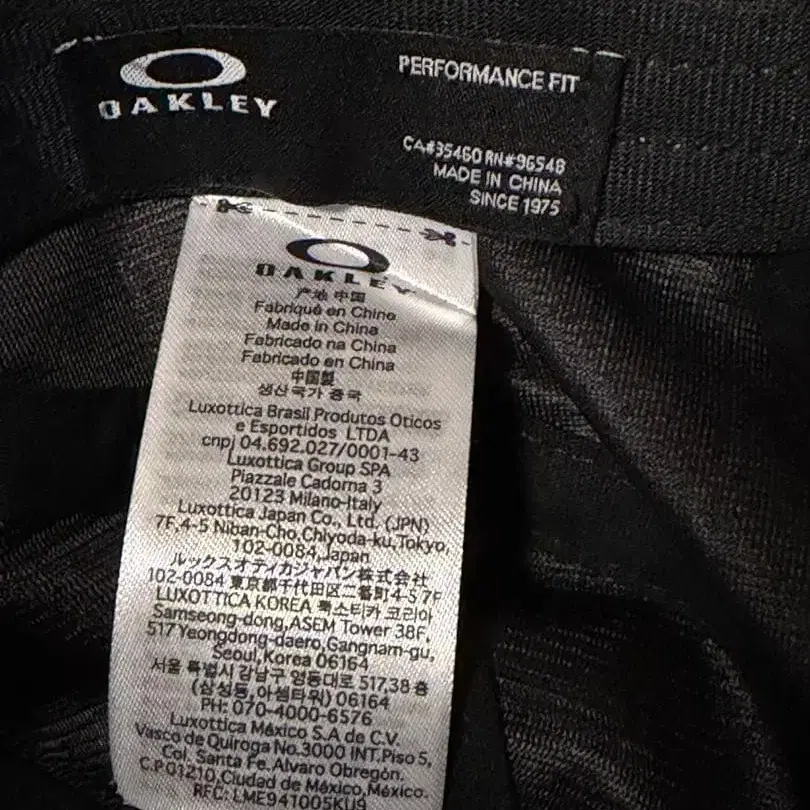 OAKLEY
PERFORMANCE FIT
CA#35460 RN#96548
MADE IN CHINA
SINCE 1975
OAKLEY
产地 中国
Fabriqué en Chine
Made in China
Fabricado na China
Fabricado en China
中国製
생산국가 중국
Luxottica Brasil Produtos Oticos
e Esportidos LTDA
cnpj 04.692.027/0001-43
Luxottica Group SPA
Piazzale Cadorna 3
20123 Milano-Italy
Luxottica Japan Co., Ltd. (JPN)
7F,4-5 Niban-Cho,Chiyoda-ku,Tokyo,
102-0084,Japan
ルックスオティカジャパン株式会社
102-0084 東京都千代田区二番町4-5 7F
LUXOTTICA KOREA 룩소티카 코리아
Samseong-dong,ASEM Tower 38F,
517 Yeongdong-daero, Gangnam-gu,
Seoul,Korea 06164
서울 특별시 강남구 영동대로 517,38 층
(삼성동,아셈타워) 06164
PH: 070-4000-6576
Luxottica México S.A de C.V.
Vasco de Quiroga No.3000 INT.Piso 5,
Col. Santa Fe. Alvaro Obregón.
C.P.01210,Ciudad de México,México.
RFC: LME941005KU9